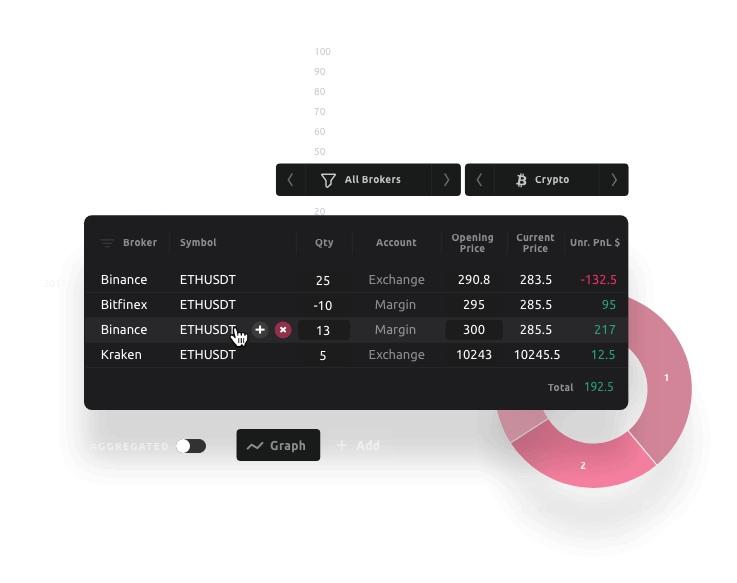 100
90
80
70
60
50
All Brokers
Crypto
20
Broker Symbol Qty Account Opening Price Current Price Unr. PnL $
Binance ETHUSDT 25 Exchange 290.8 283.5 -132.5
Bitfinex ETHUSDT -10 Margin 295 285.5 95
Binance ETHUSDT 13 Margin 300 285.5 217
Kraken ETHUSDT 5 Exchange 10243 10245.5 12.5
Total 192.5
1
2
AGGREGATED
Graph
+ Add